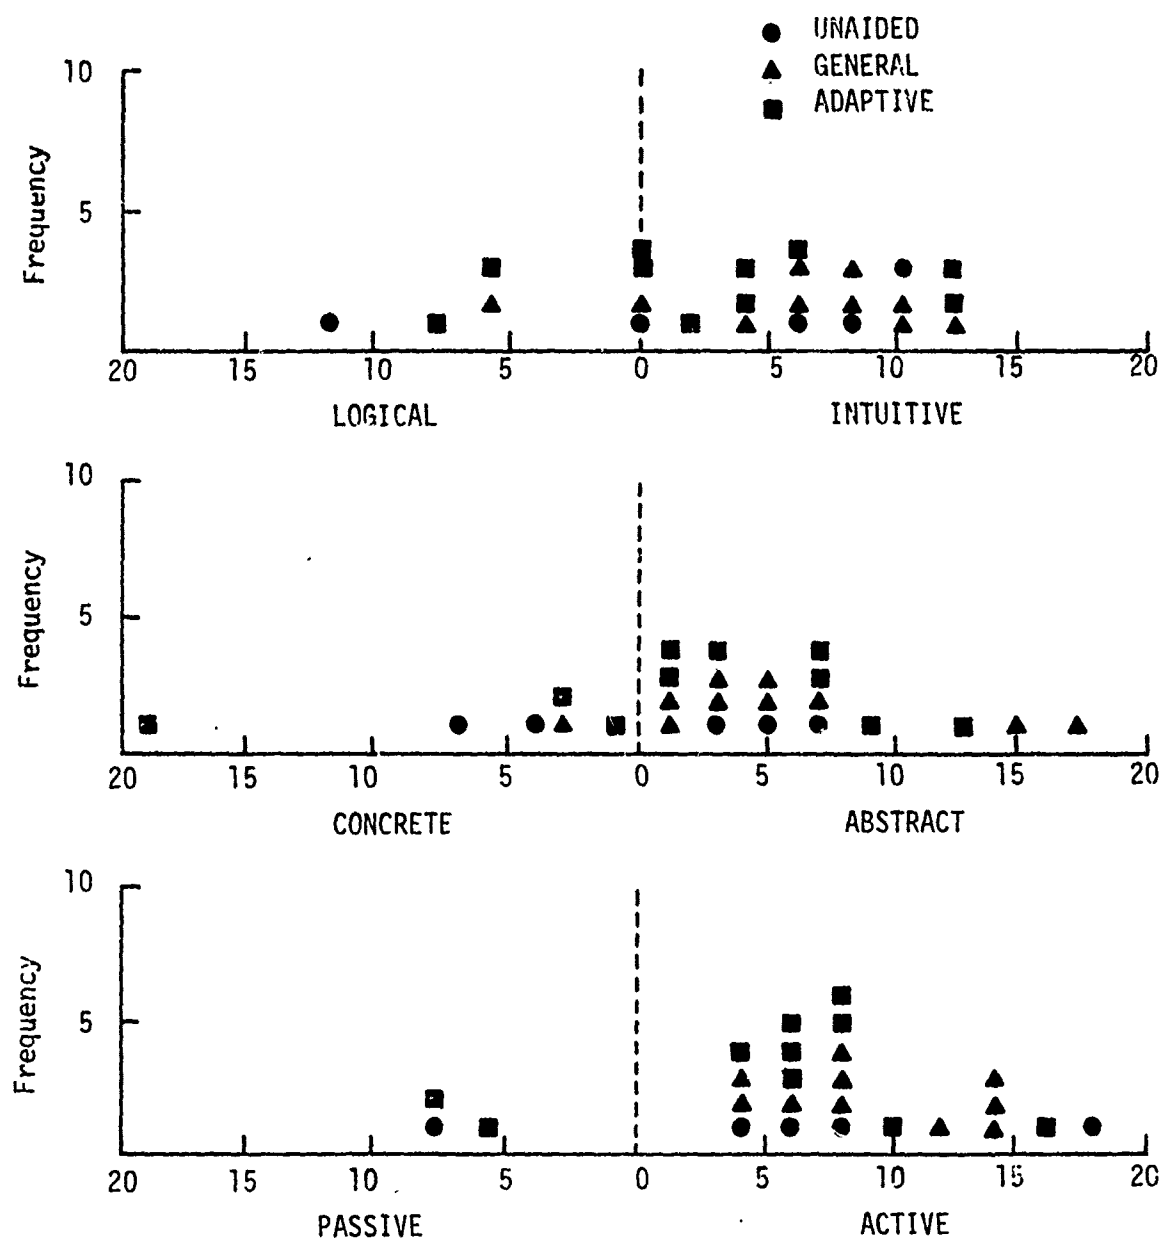 UNAIDED
GENERAL
ADAPTIVE
10
5
Frequency
20 15 10 5 0 5 10 15 20
LOGICAL INTUITIVE
10
5
Frequency
20 15 10 5 0 5 10 15 20
CONCRETE ABSTRACT
10
5
Frequency
20 15 10 5 0 5 10 15 20
PASSIVE ACTIVE